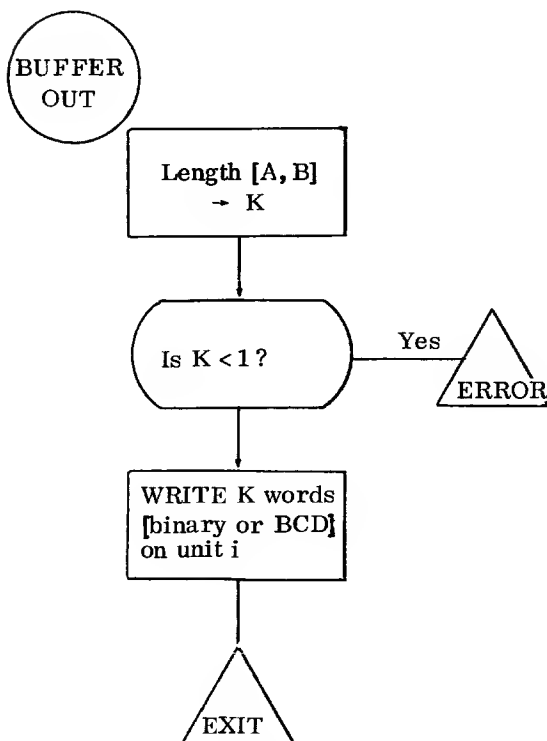 BUFFER
OUT
Length [A, B]
→ K
Is K < 1 ?
Yes
ERROR
WRITE K words
[binary or BCD]
on unit i
EXIT